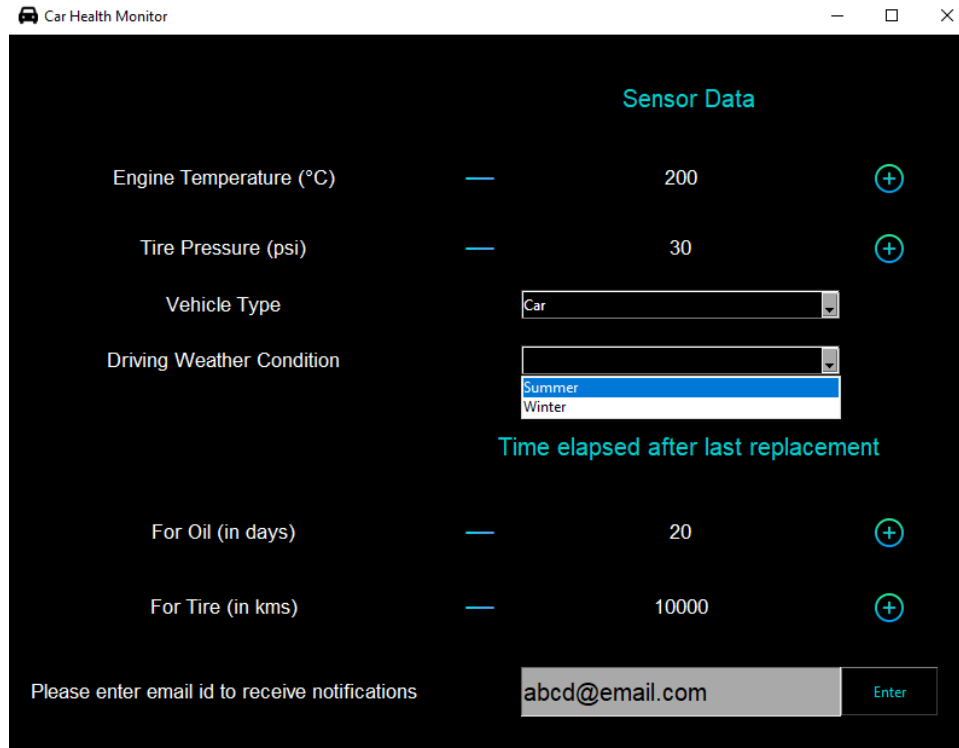 Car Health Monitor
Sensor Data
Engine Temperature (°C) 200
Tire Pressure (psi) 30
Vehicle Type Car
Driving Weather Condition
Summer
Winter
Time elapsed after last replacement
For Oil (in days) 20
For Tire (in kms) 10000
Please enter email id to receive notifications abcd@email.com Enter